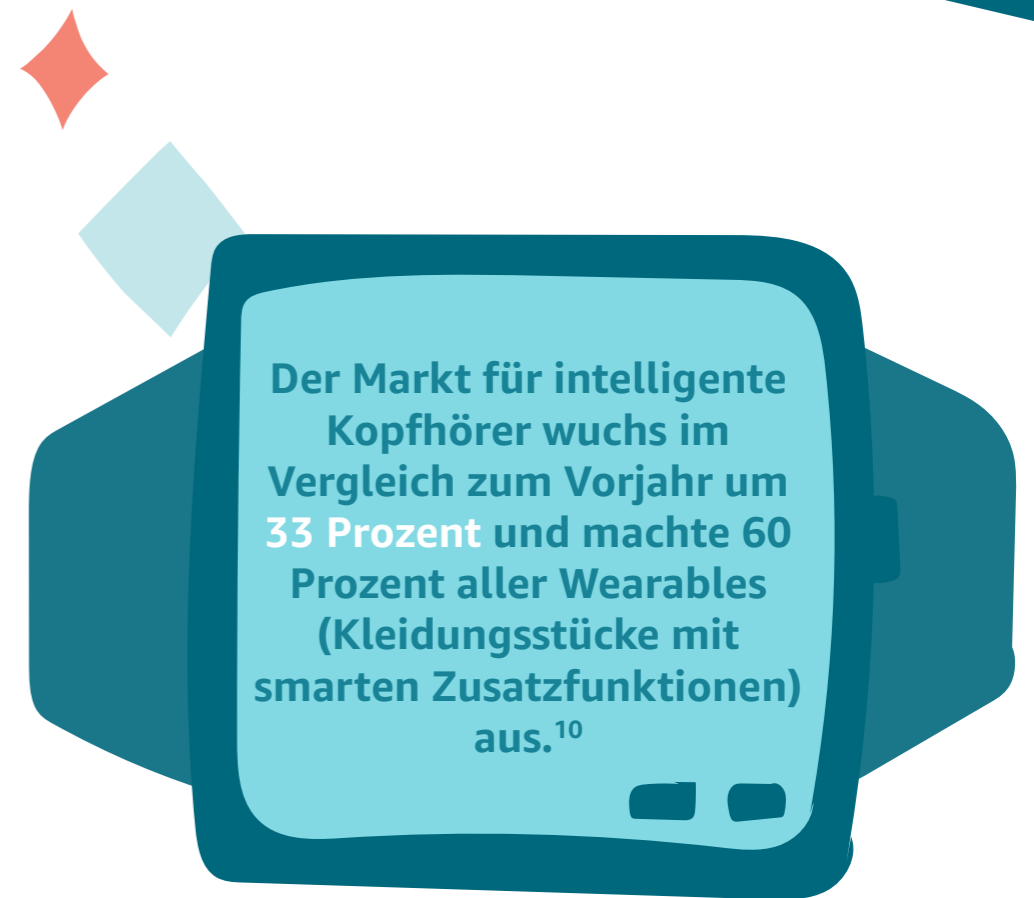 Der Markt für intelligente
Kopfhörer wuchs im
Vergleich zum Vorjahr um
33 Prozent und machte 60
Prozent aller Wearables
(Kleidungsstücke mit
smarten Zusatzfunktionen)
aus.¹⁰